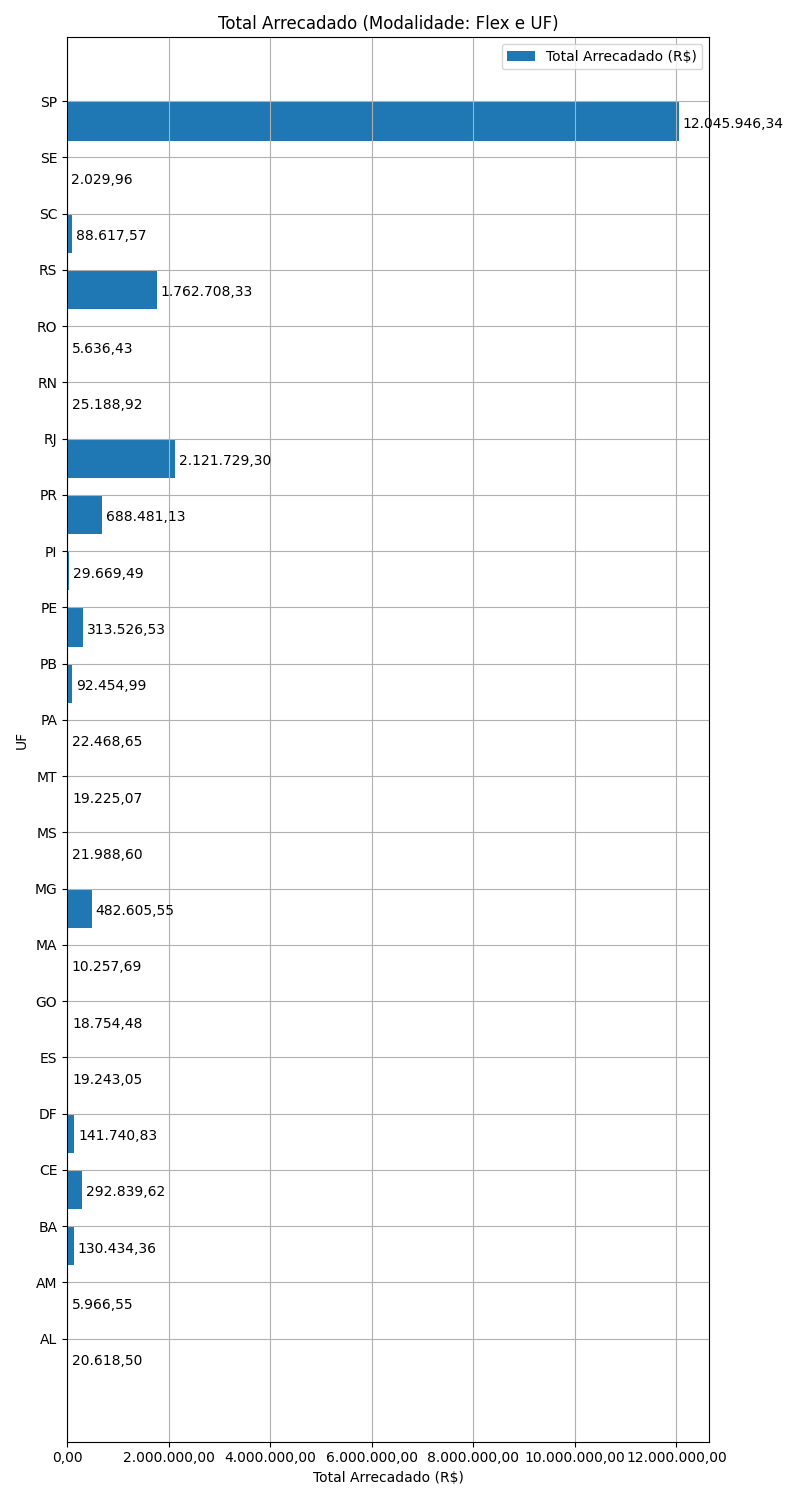 Total Arrecadado (Modalidade: Flex e UF)
Total Arrecadado (R$)
SP
12.045.946,34
SE
2.029,96
SC
88.617,57
RS
1.762.708,33
RO
5.636,43
RN
25.188,92
RJ
2.121.729,30
PR
688.481,13
PI
29.669,49
PE
313.526,53
PB
92.454,99
PA
22.468,65
UF
MT
19.225,07
MS
21.988,60
MG
482.605,55
MA
10.257,69
GO
18.754,48
ES
19.243,05
DF
141.740,83
CE
292.839,62
BA
130.434,36
AM
5.966,55
AL
20.618,50
0,00 2.000.000,00 4.000.000,00 6.000.000,00 8.000.000,00 10.000.000,00 12.000.000,00
Total Arrecadado (R$)